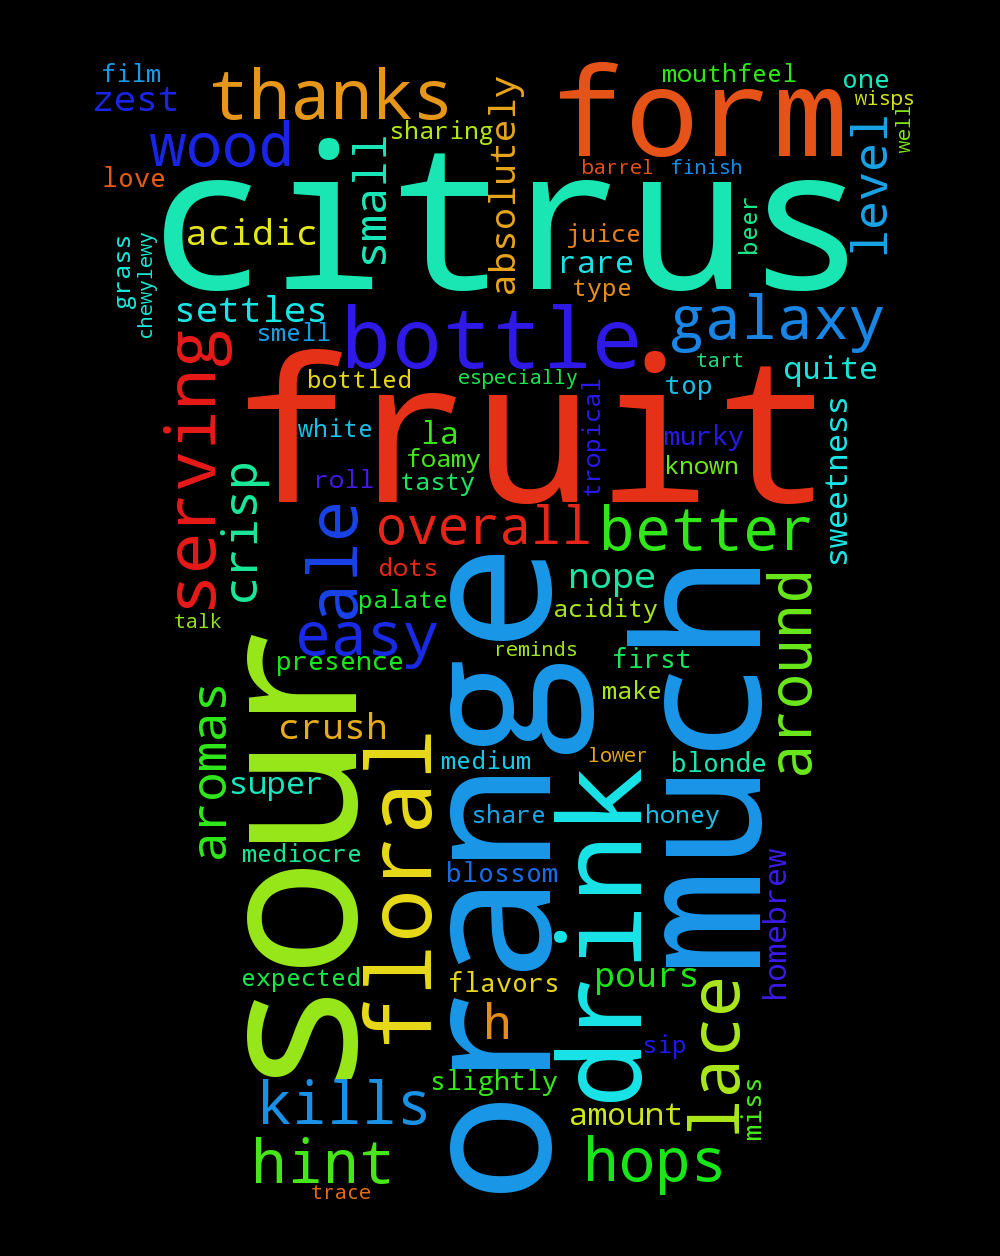 film
thanks
form
mouthfeel
one
zest
wisps
wood
sharing
absolutely
level
well
love
citrus
small
barrel
finish
acidic
juice
beer
grass
chewylewy
rare
type
settles
smell
bottle
galaxy
serving
fruit
bottled
especially
tart
top
quite
white
la
tropical
murky
sweetness
foamy
known
roll
tasty
crisp
ale
overall
better
dots
nope
around
palate
acidity
talk
easy
orange
much
reminds
presence
first
sour
make
aromas
crush
floral
medium
lower
blonde
super
drink
share
honey
mediocre
blossom
homebrew
expected
flavors
pours
lace
h
sip
slightly
kills
amount
miss
hint
hops
trace